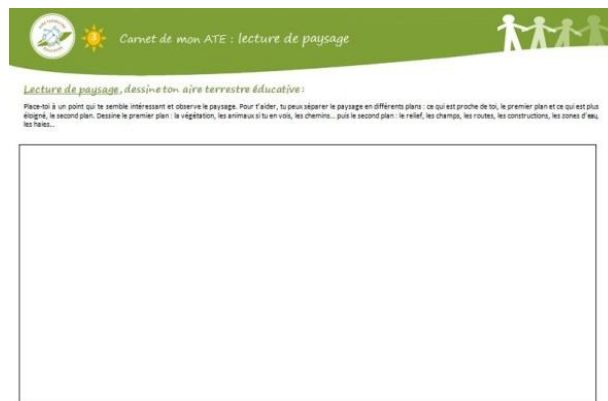 3
Carnet de mon ATE : lecture de paysage
Lecture de paysage, dessine ton aire terrestre éducative :
Place-toi à un point qui te semble intéressant et observe le paysage. Pour t'aider, tu peux séparer le paysage en différents plans : ce qui est proche de toi, le premier plan et ce qui est plus
éloigné, le second plan. Dessine le premier plan : la végétation, les animaux si tu en vois, les chemins... puis le second plan : le relief, les champs, les routes, les constructions, les zones d'eau,
les haies...